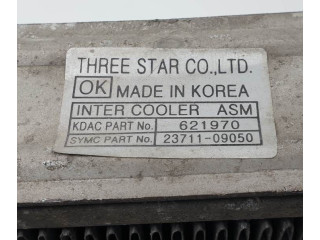 THREE STAR CO.,LTD.
OK MADE IN KOREA
INTER COOLER ASM
KDAC PART No. 621970
SYMC PART No. 23711-09050